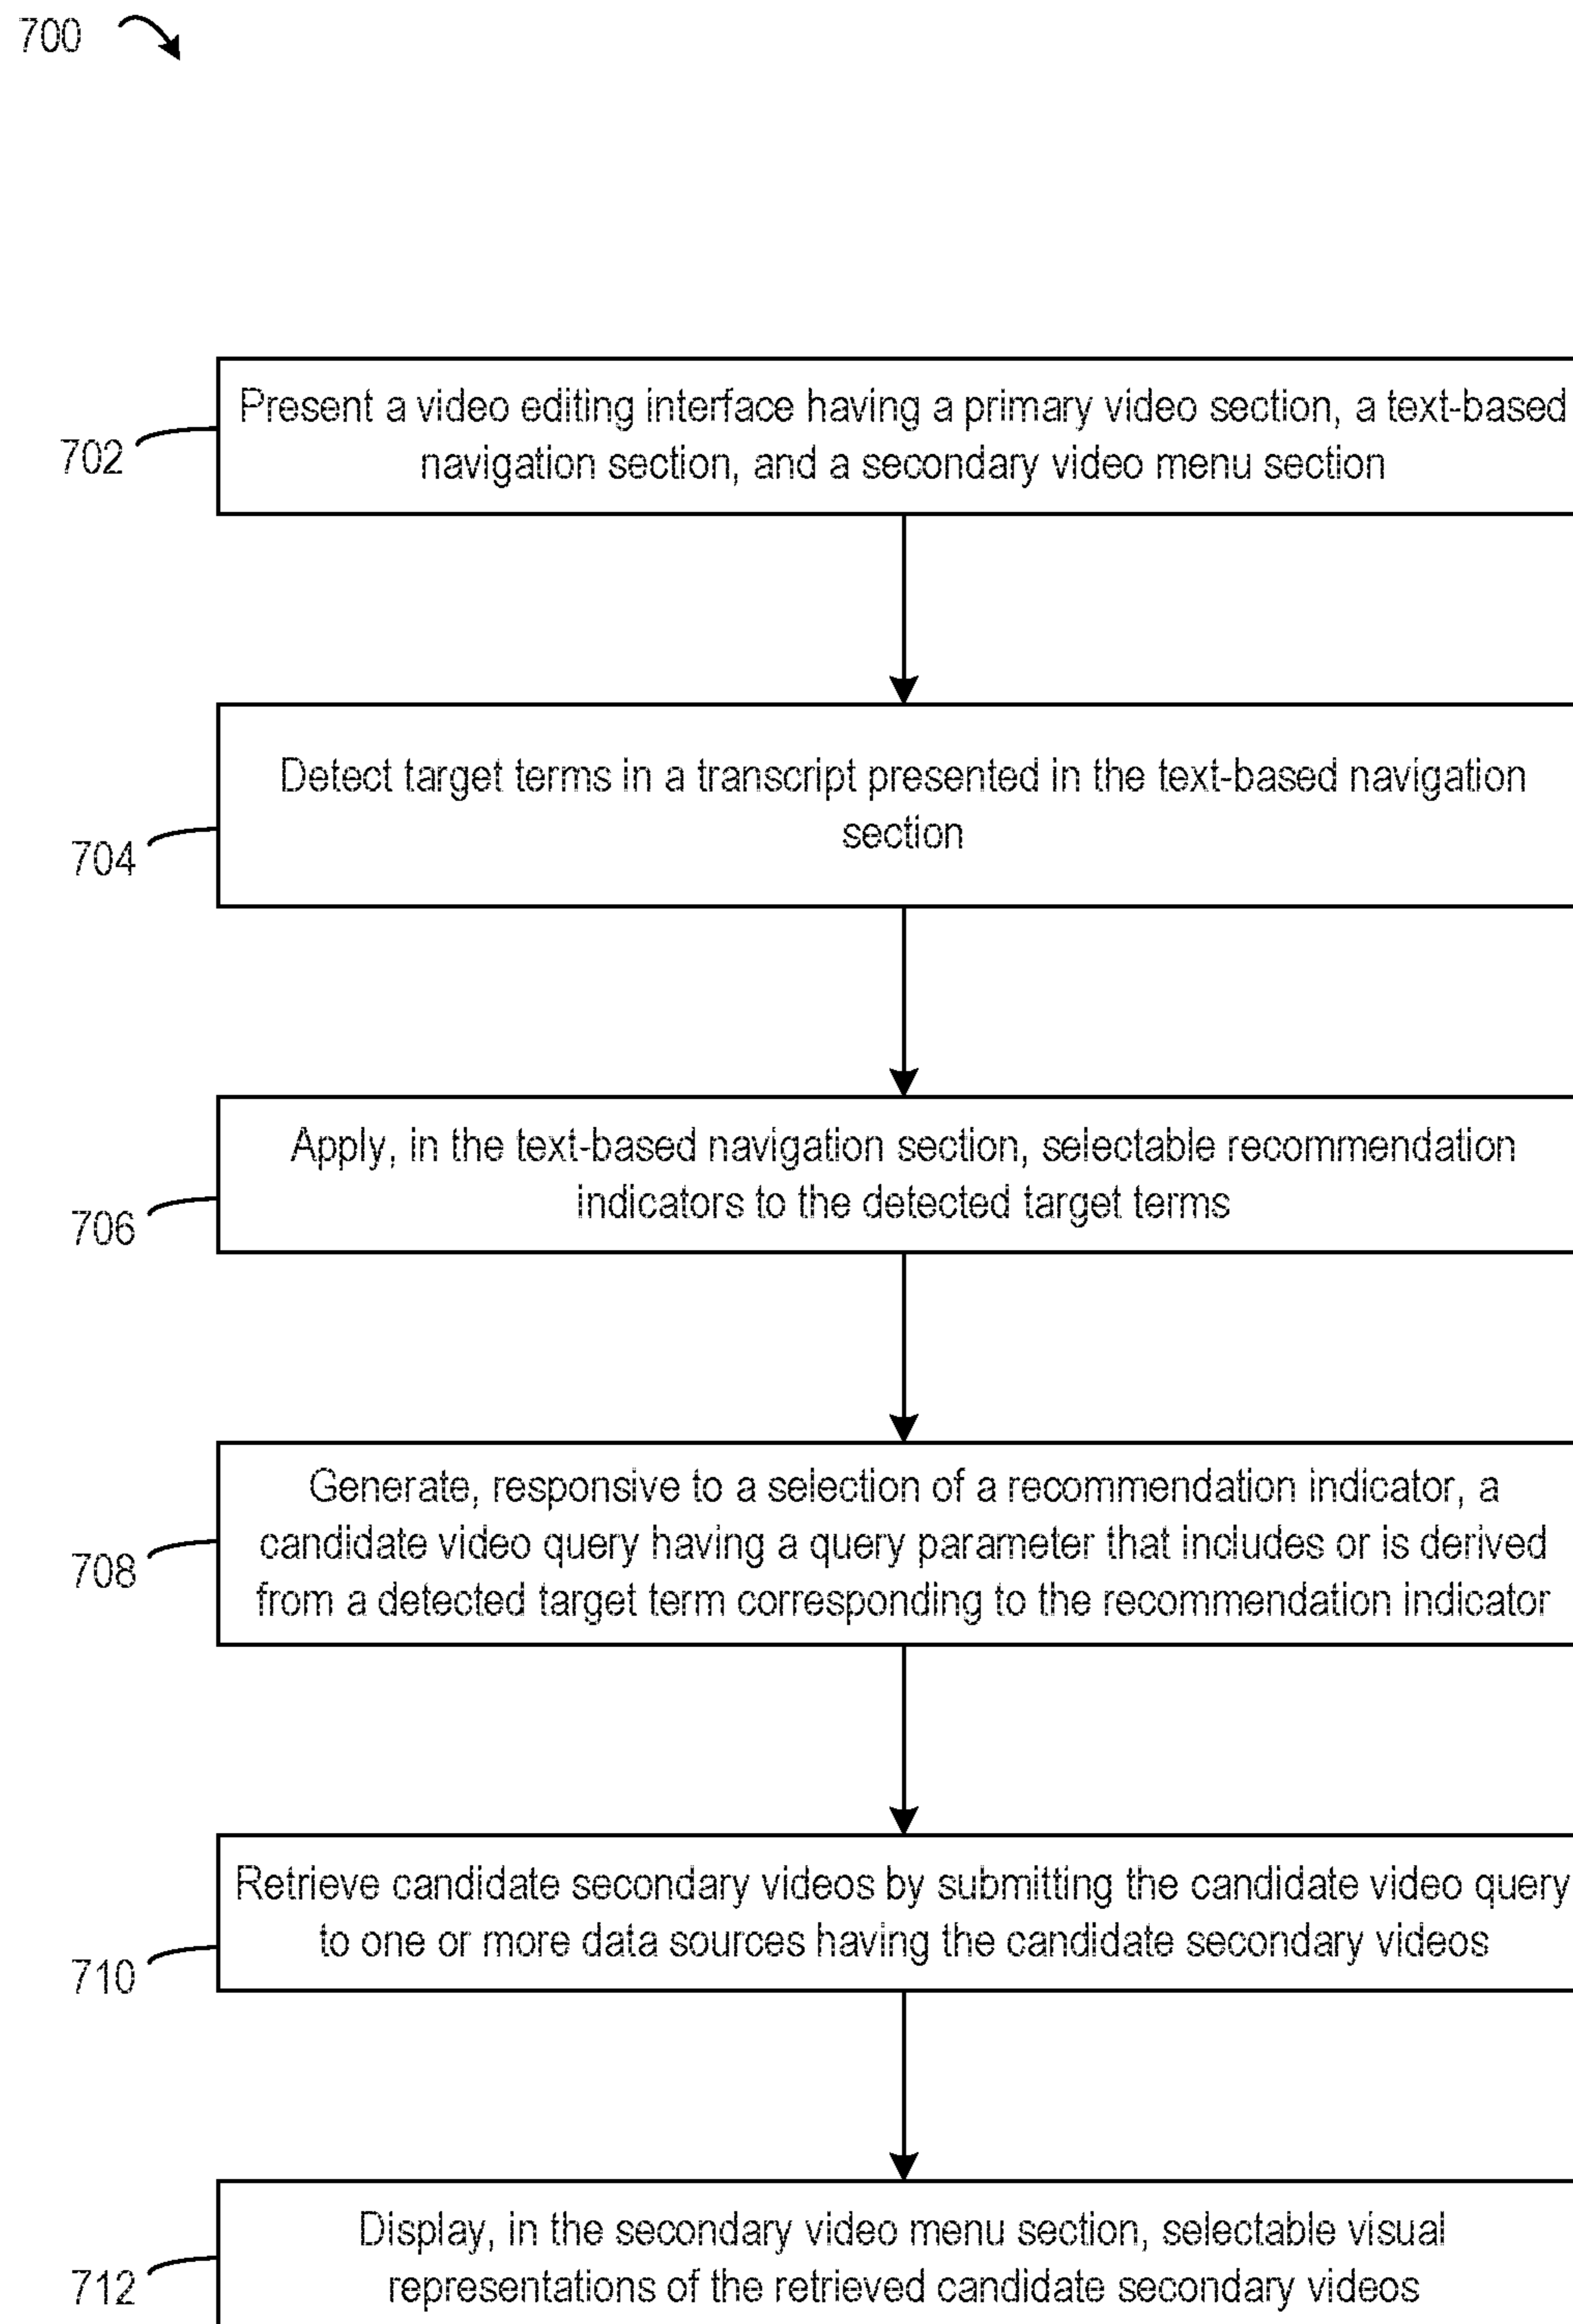 700
Present a video editing interface having a primary video section, a text-based
navigation section, and a secondary video menu section
702
Detect target terms in a transcript presented in the text-based navigation
section
704
Apply, in the text-based navigation section, selectable recommendation
indicators to the detected target terms
706
Generate, responsive to a selection of a recommendation indicator, a
candidate video query having a query parameter that includes or is derived
from a detected target term corresponding to the recommendation indicator
708
Retrieve candidate secondary videos by submitting the candidate video query
to one or more data sources having the candidate secondary videos
710
Display, in the secondary video menu section, selectable visual
representations of the retrieved candidate secondary videos
712